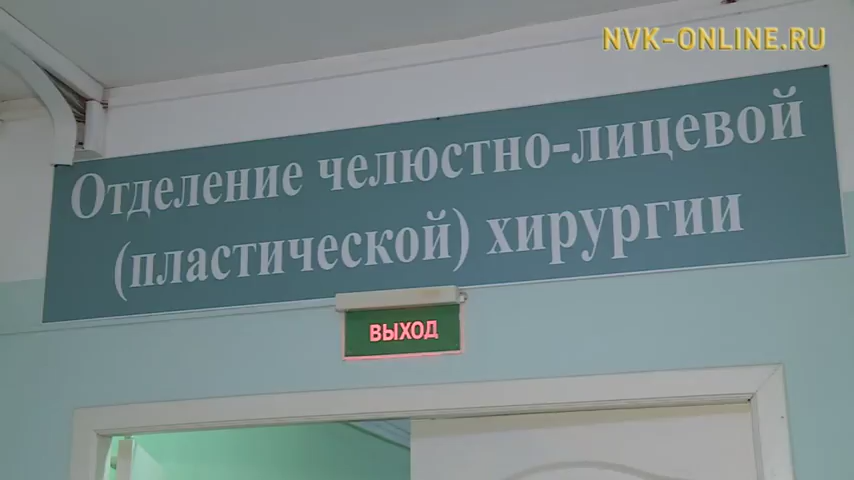 NVK-ONLINE.RU
Отделение челюстно-лицевой
(пластической) хирургии
ВЫХОД